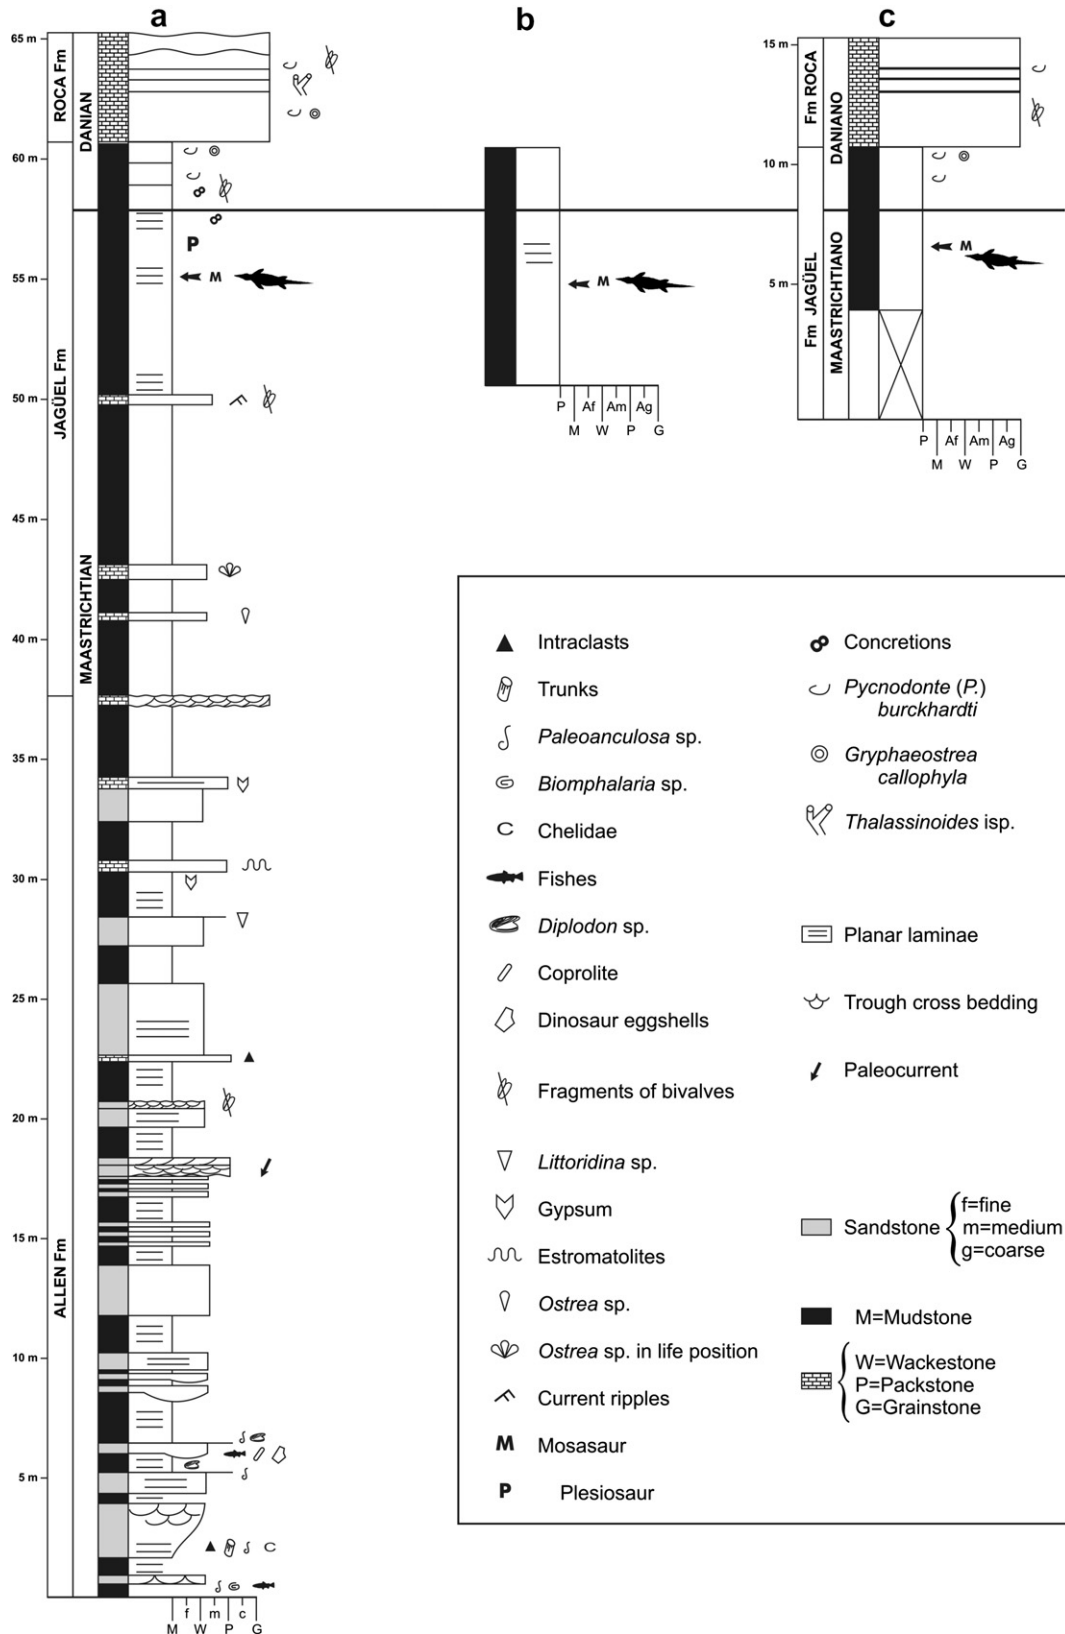 a
b
c
65 m
60 m
55 m
50 m
45 m
40 m
35 m
30 m
25 m
20 m
15 m
10 m
5 m
ROCA Fm
JAGÜEL Fm
ALLEN Fm
DANIAN
MAASTRICHTIAN
P
M
f m c
M W P G
M
P Af Am Ag
M W P G
15 m
10 m
5 m
Fm ROCA
Fm JAGÜEL
DANIANO
MAASTRICHTIANO
M
P Af Am Ag
M W P G
Intraclasts
Trunks
Paleoanculosa sp.
Biomphalaria sp.
Chelidae
Fishes
Diplodon sp.
Coprolite
Dinosaur eggshells
Fragments of bivalves
Littoridina sp.
Gypsum
Estromatolites
Ostrea sp.
Ostrea sp. in life position
Current ripples
M Mosasaur
P Plesiosaur
Concretions
Pycnodonte (P.)
burckhardti
Gryphaeostrea
callophyla
Thalassinoides isp.
Planar laminae
Trough cross bedding
Paleocurrent
Sandstone
f=fine
m=medium
g=coarse
M=Mudstone
W=Wackestone
P=Packstone
G=Grainstone